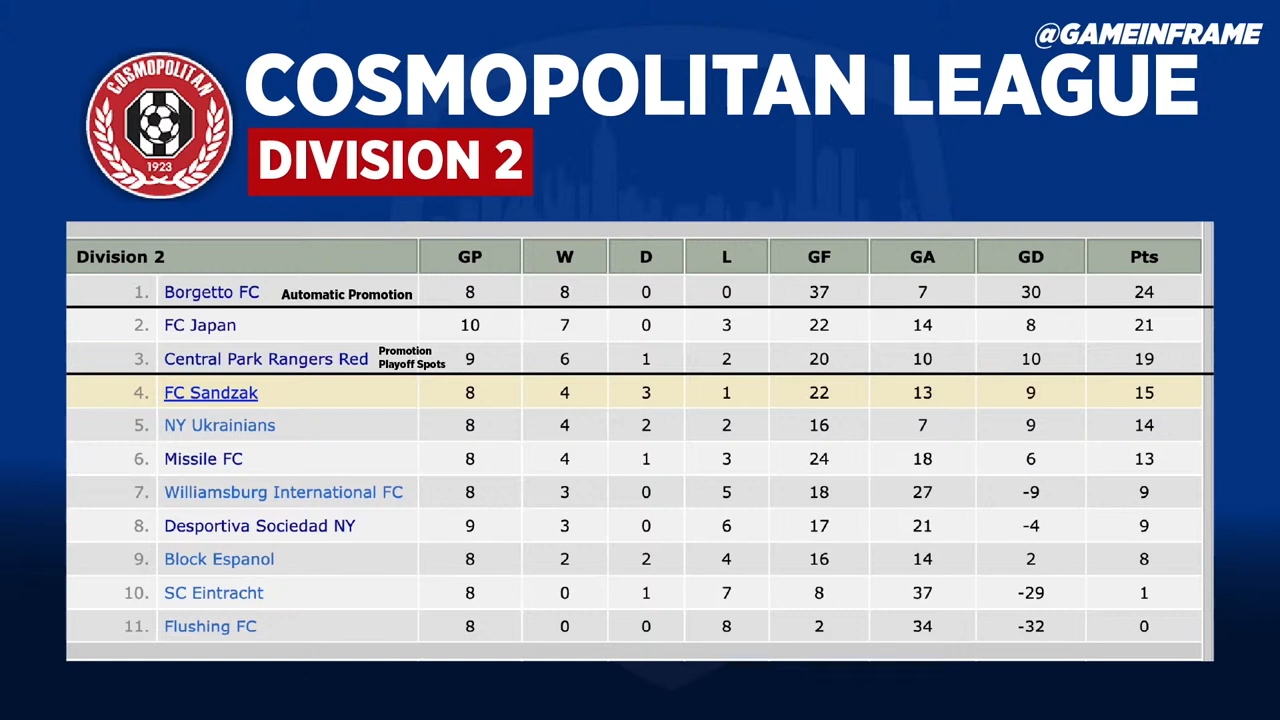 @GAMEINFRAME
COSMOPOLITAN LEAGUE
COSMOPOLITAN
1923
DIVISION 2
Division 2 GP W D L GF GA GD Pts
1. Borgetto FC Automatic Promotion 8 8 0 0 37 7 30 24
2. FC Japan 10 7 0 3 22 14 8 21
3. Central Park Rangers Red Promotion Playoff Spots 9 6 1 2 20 10 10 19
4. FC Sandzak 8 4 3 1 22 13 9 15
5. NY Ukrainians 8 4 2 2 16 7 9 14
6. Missile FC 8 4 1 3 24 18 6 13
7. Williamsburg International FC 8 3 0 5 18 27 -9 9
8. Desportiva Sociedad NY 9 3 0 6 17 21 -4 9
9. Block Espanol 8 2 2 4 16 14 2 8
10. SC Eintracht 8 0 1 7 8 37 -29 1
11. Flushing FC 8 0 0 8 2 34 -32 0